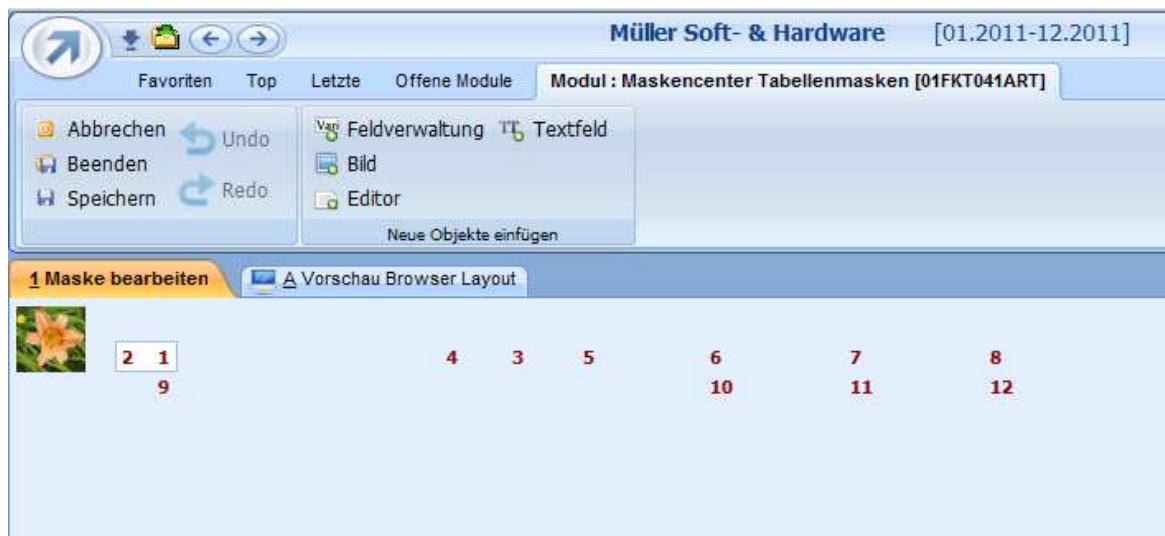 Müller Soft- & Hardware [01.2011-12.2011]
Favoriten Top Letzte Offene Module Modul : Maskencenter Tabellenmasken [01FKT041ART]
Abbrechen Undo Vari Feldverwaltung TT Textfeld
Beenden Bild
Speichern Redo Editor
Neue Objekte einfügen
1 Maske bearbeiten A Vorschau Browser Layout
2 1 4 3 5 6 7 8
9 10 11 12